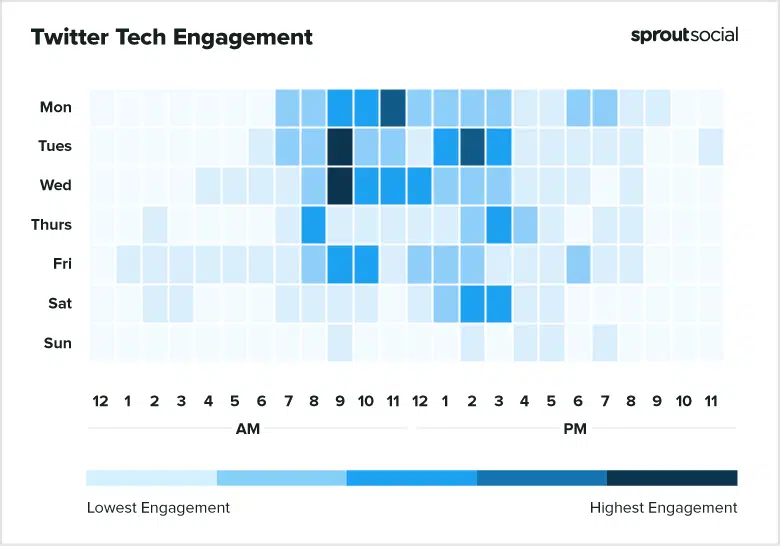 Twitter Tech Engagement
sproutsocial
Mon
Tues
Wed
Thurs
Fri
Sat
Sun
12 1 2 3 4 5 6 7 8 9 10 11 12 1 2 3 4 5 6 7 8 9 10 11
AM PM
Lowest Engagement Highest Engagement